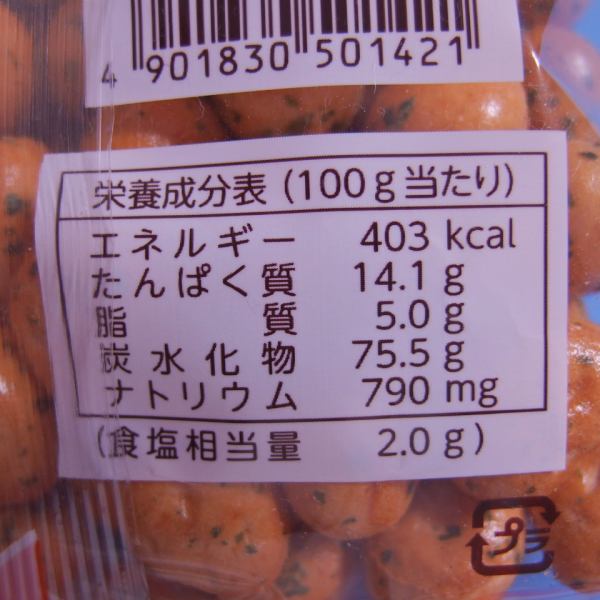 4 901830 501421
栄養成分表 (100g当たり)
エネルギー 403 kcal
たんぱく質 14.1 g
脂質 5.0 g
炭水化物 75.5 g
ナトリウム 790 mg
(食塩相当量 2.0 g)
プラ